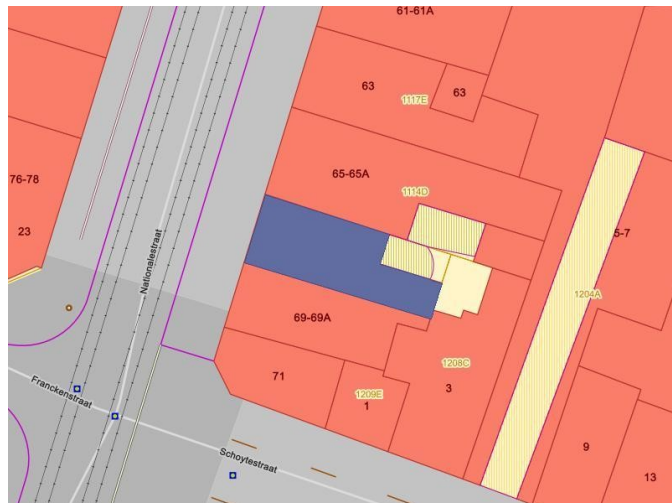 61-61A
63
63
1117E
65-65A
1114D
76-78
23
5-7
Nationalestraat
1204A
69-69A
1208C
71
1209E
1
3
Franckenstraat
Schoytestraat
9
13